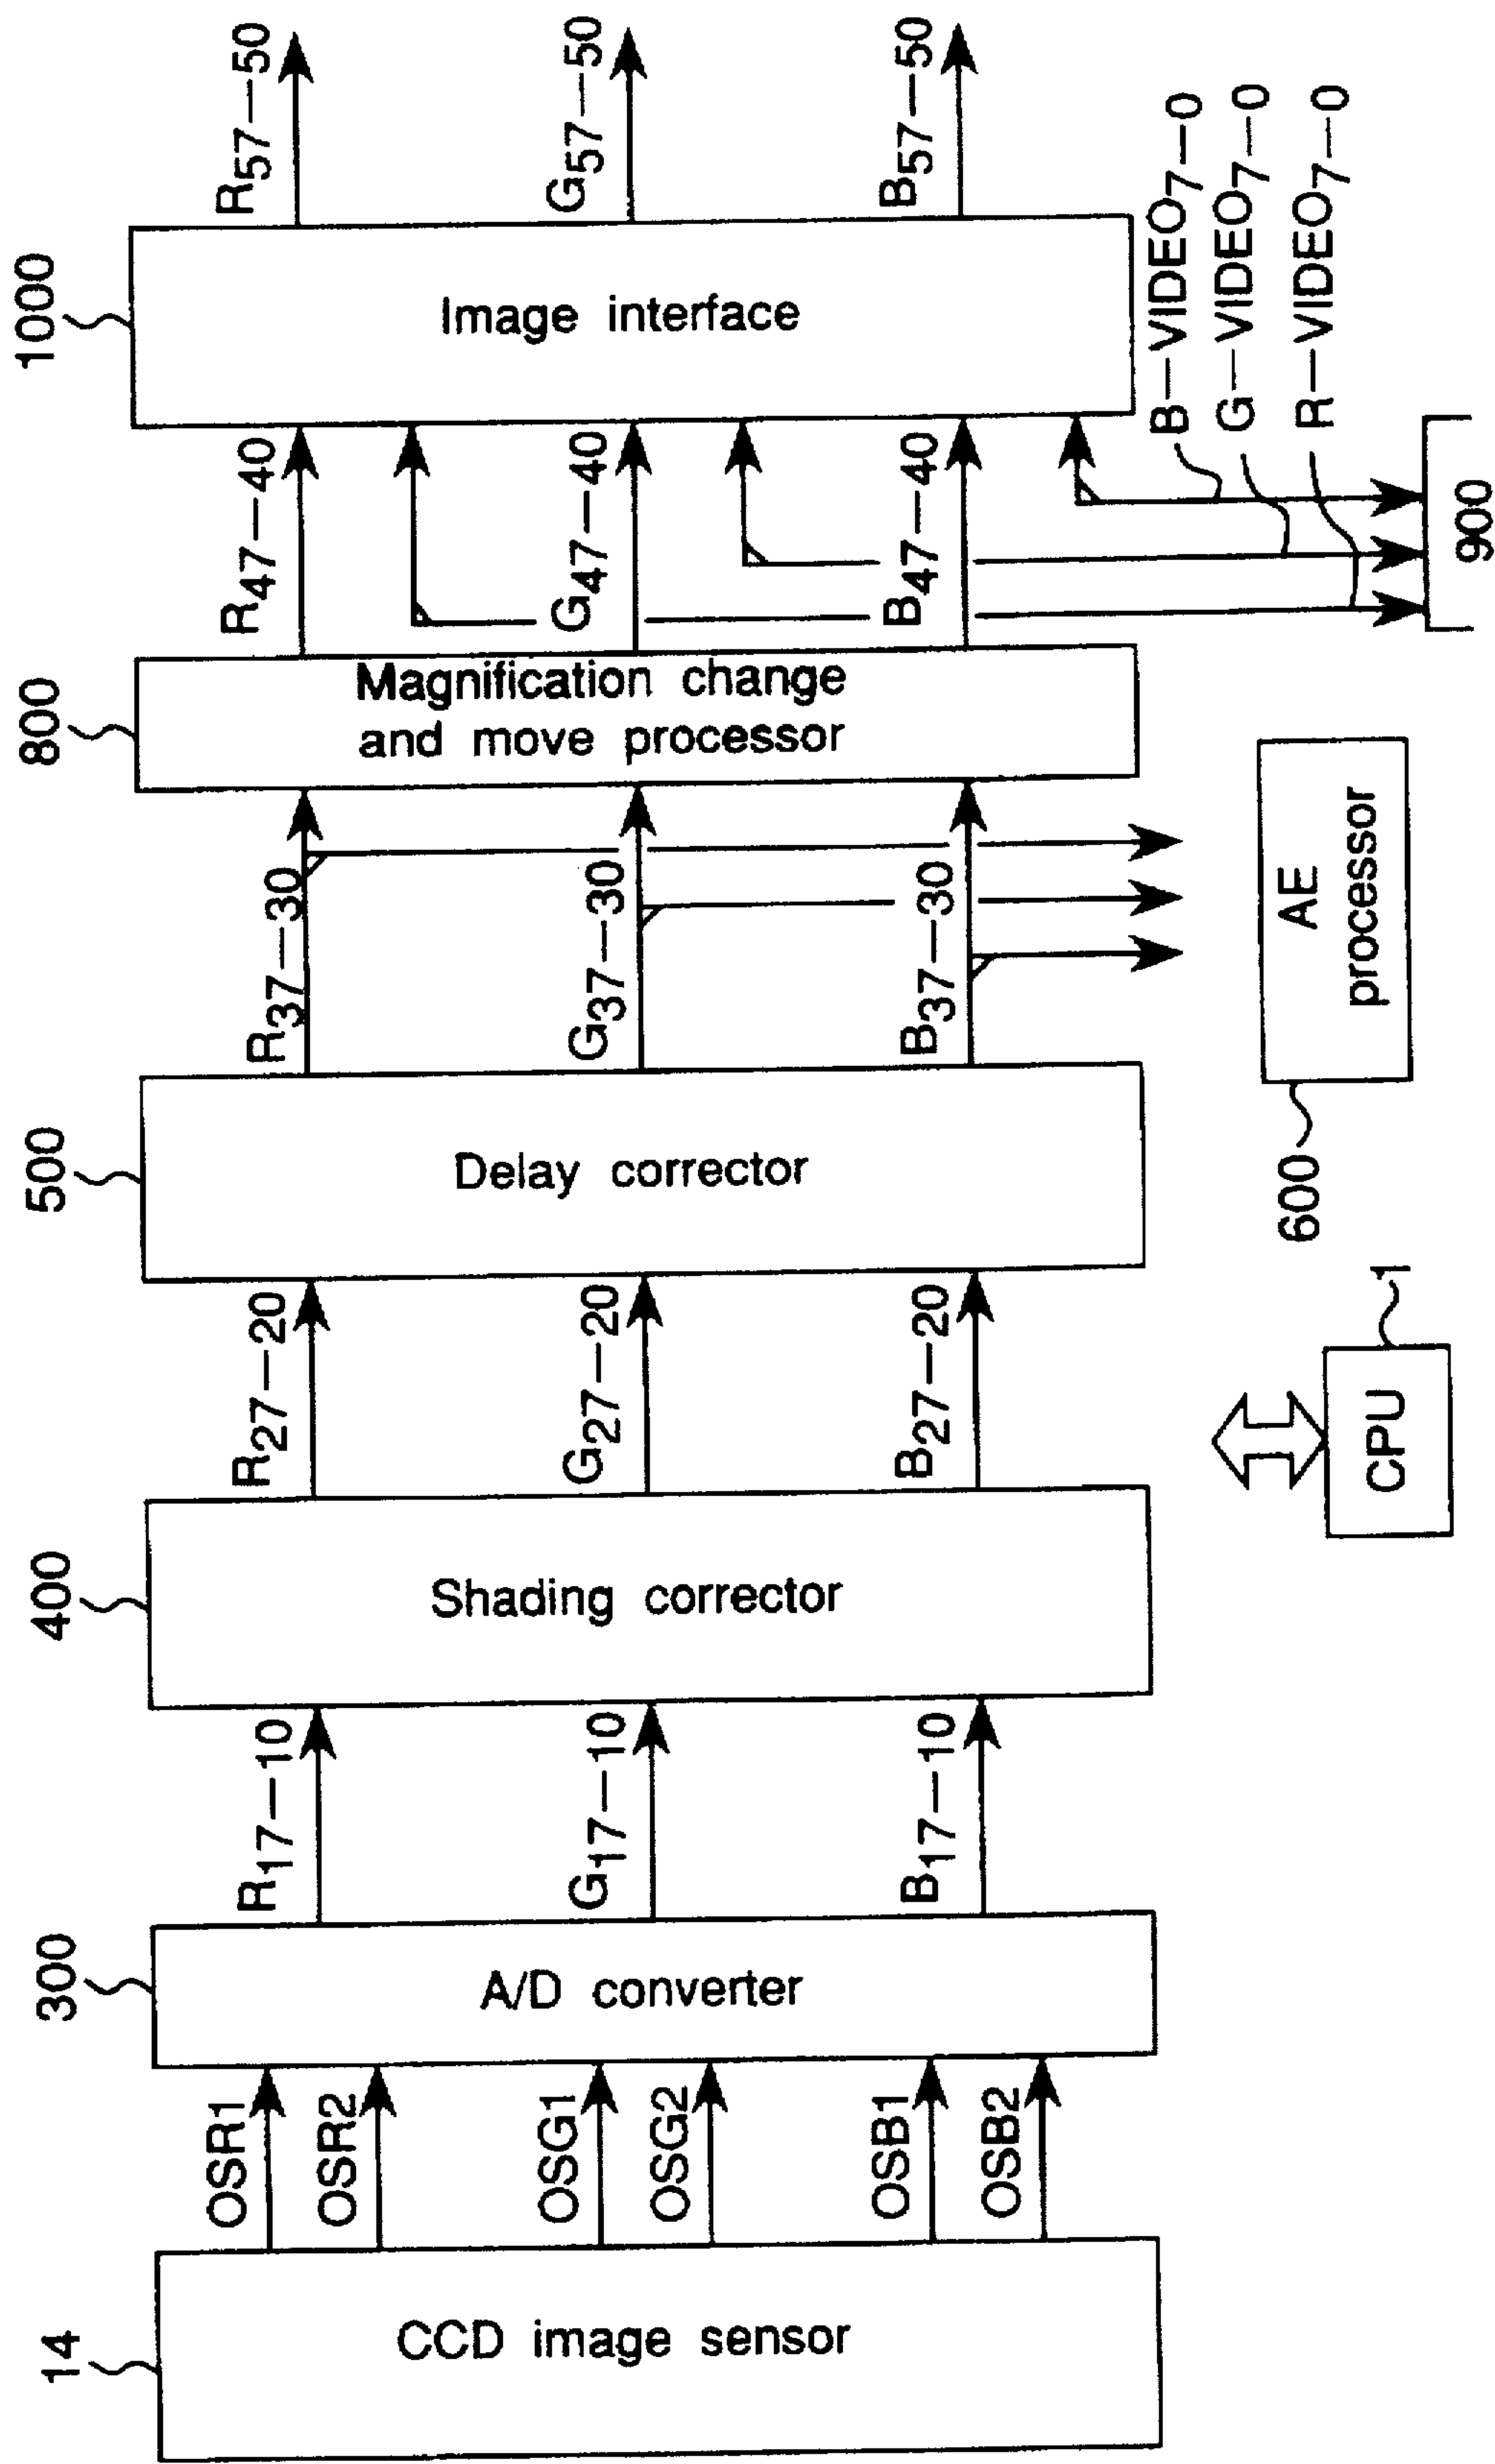 14
CCD image sensor
OSR1
OSR2
OSG1
OSG2
OSB1
OSB2
300
A/D converter
R17—10
G17—10
B17—10
400
Shading corrector
R27—20
G27—20
B27—20
500
Delay corrector
R37—30
G37—30
B37—30
800
Magnification change
and move processor
R47—40
G47—40
B47—40
1000
Image interface
R57—50
G57—50
B57—50
B—VIDEO7—0
G—VIDEO7—0
R—VIDEO7—0
900
AE
processor
600
CPU
1